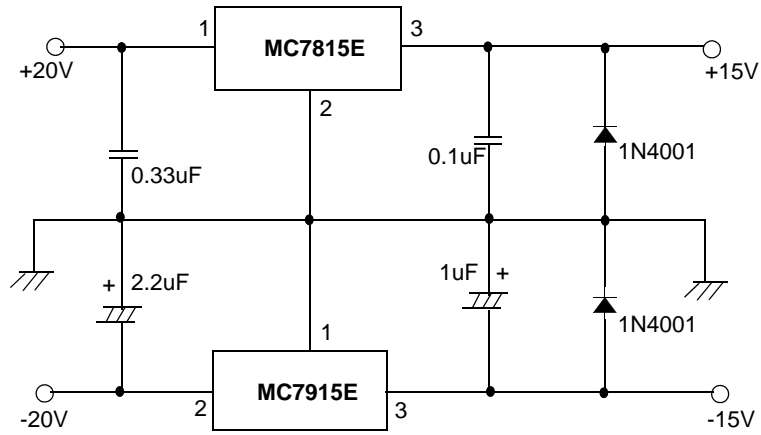 1
MC7815E
3
+20V
+15V
2
0.33uF
0.1uF
1N4001
+ 2.2uF
1uF +
1N4001
1
MC7915E
2
3
-20V
-15V